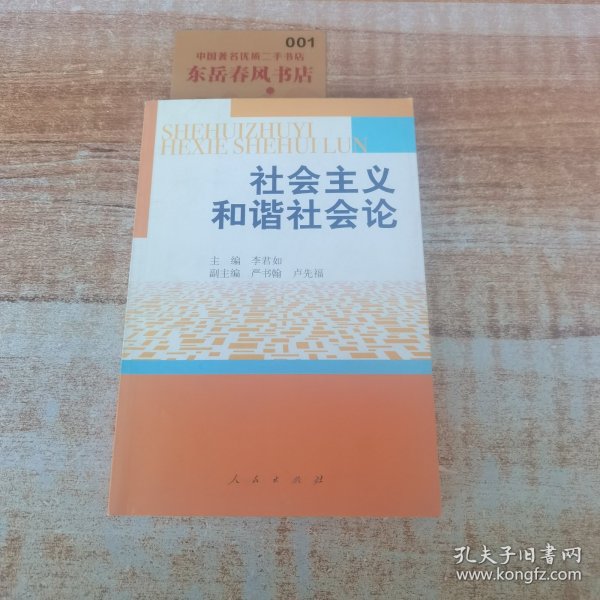 001
中国著名优质二手书店
东岳春风书店
SHEHUIZHUYI
HEXIE SHEHUI LUN
社会主义
和谐社会论
主 编 李君如
副主编 严书翰 卢先福
人民出版社
孔夫子旧书网
www.kongfz.com